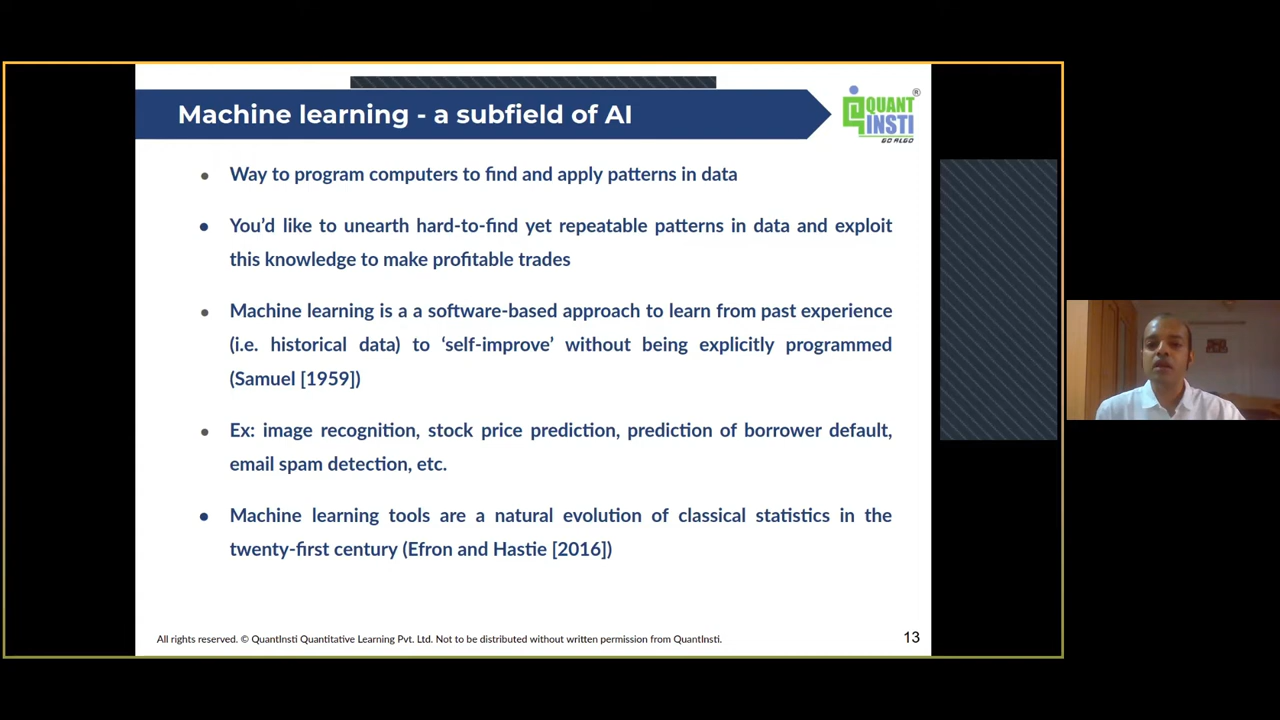 Machine learning - a subfield of AI
QUANT
INSTI
GO ALGO
®
• Way to program computers to find and apply patterns in data
• You'd like to unearth hard-to-find yet repeatable patterns in data and exploit
this knowledge to make profitable trades
• Machine learning is a a software-based approach to learn from past experience
(i.e. historical data) to ‘self-improve’ without being explicitly programmed
(Samuel [1959])
• Ex: image recognition, stock price prediction, prediction of borrower default,
email spam detection, etc.
• Machine learning tools are a natural evolution of classical statistics in the
twenty-first century (Efron and Hastie [2016])
All rights reserved. © QuantInsti Quantitative Learning Pvt. Ltd. Not to be distributed without written permission from QuantInsti.
13